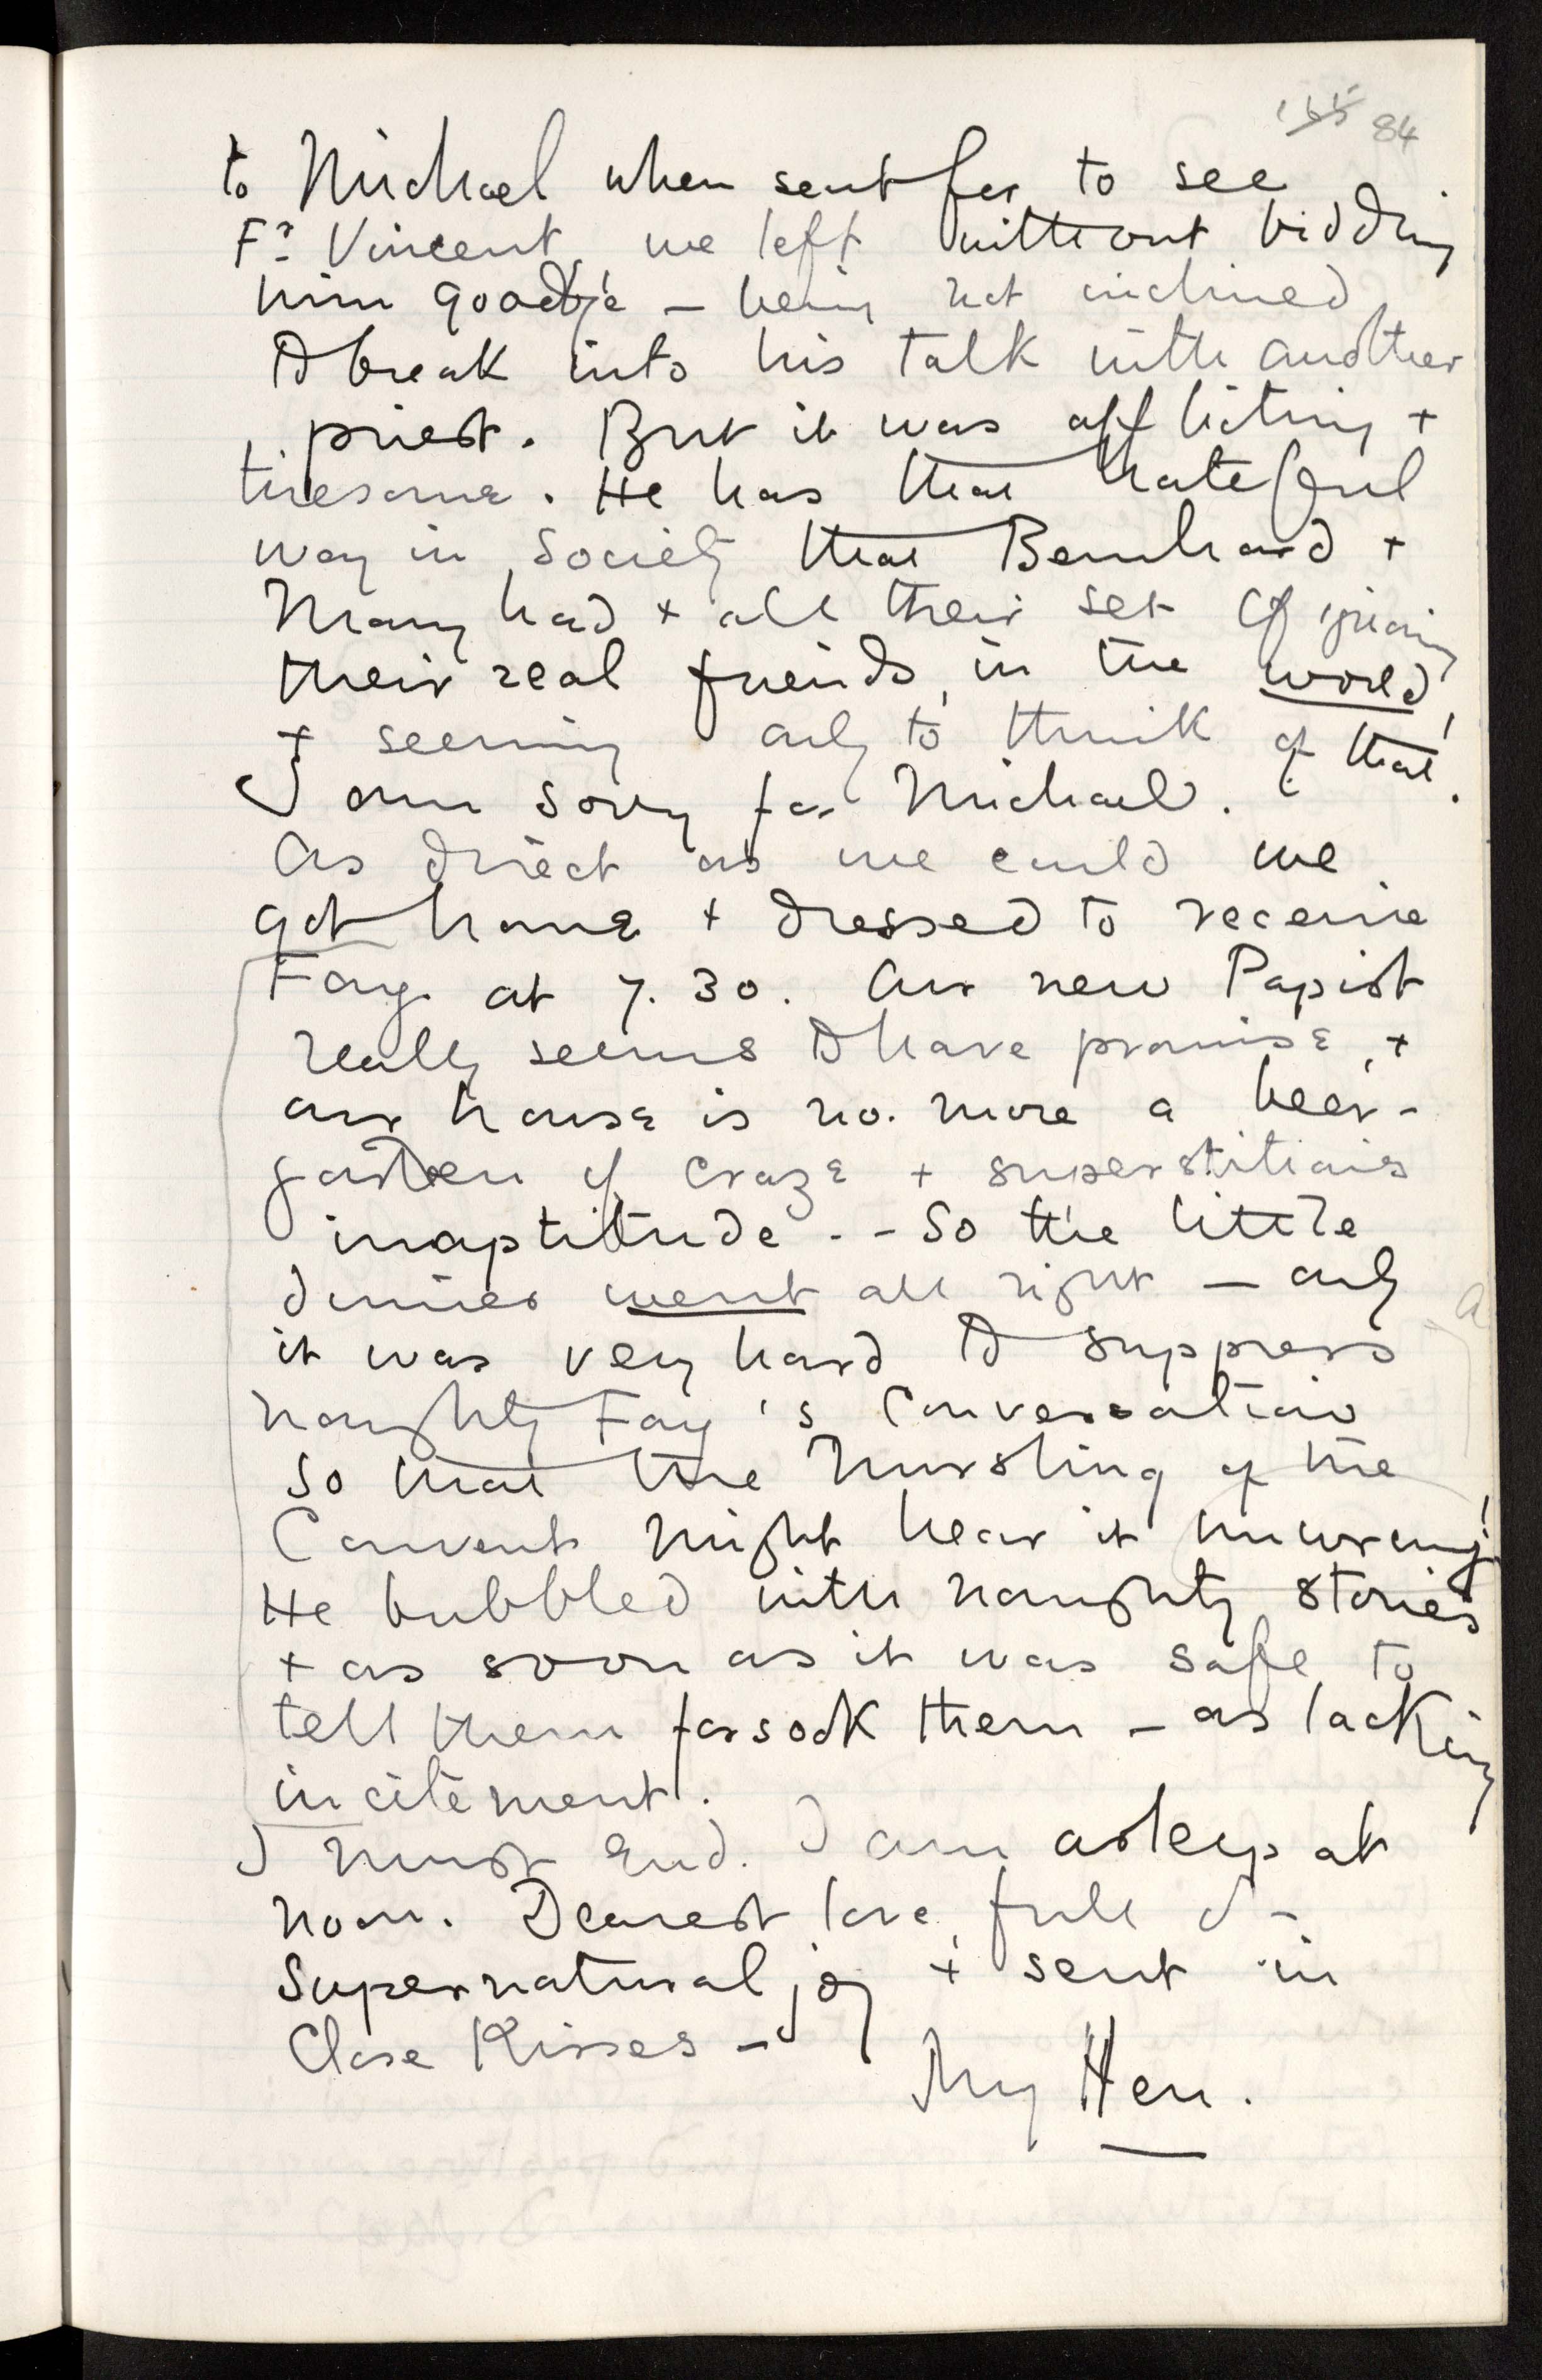 165 84
to Michael when sent for to see
Fr Vincent, we left without bidding
him goodbye – being not inclined
to break into his talk with another
priest. But it was afflicting +
tiresome. He has that hateful
way in Society that Bernhard +
Mary had + all their set of
their real friends, in the world,
+ seeming only to think of that.
I am sorry for Michael.
As direct as we could we
got home + dressed to receive
Fay at 7.30. Our new Papist
really seems to have promise, +
our house is no more a beer-
garden of craze + superstitious
inaptitude. - So the little
dinner went all right – only
it was very hard to suppress
naughty Fay's Conversation
so that the Nursling of the
Convent might hear it unwrung!
He bubbled with naughty stories
+ as soon as it was safe to
tell them forsook them – as lacking
incitement.
I must end. I am asleep at
noon. Dearest love, full of
Supernatural joy + sent in
Close Kisses –
My Hen.